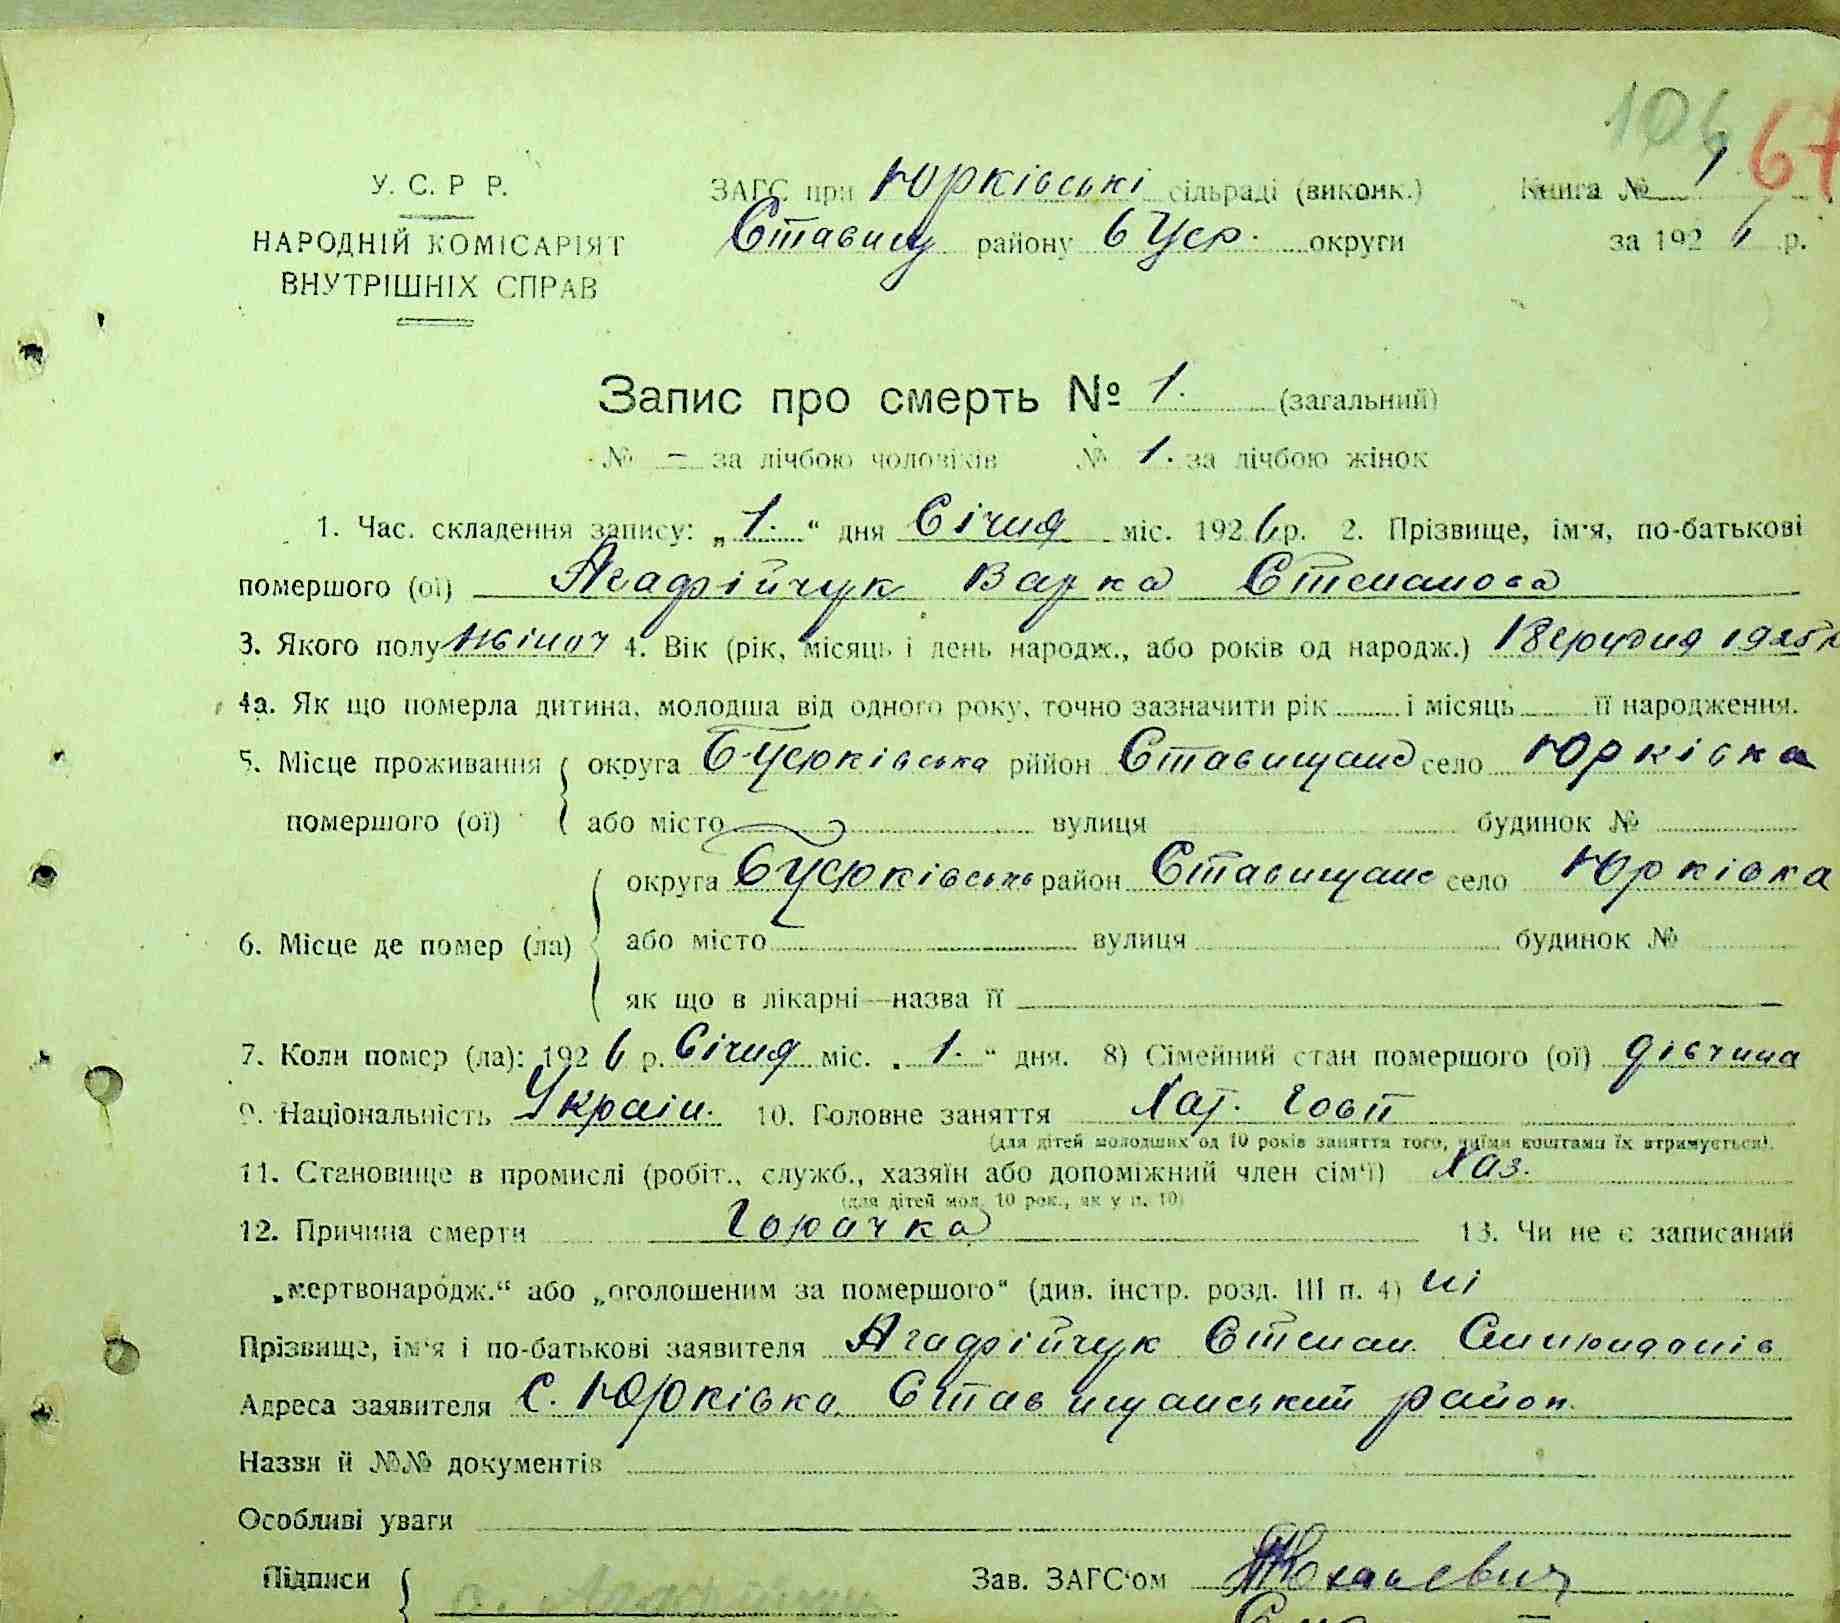 104 67
У. С. Р Р.
НАРОДНІЙ КОМІСАРІЯТ
ВНУТРІШНІХ СПРАВ
ЗАГС при Юрківські сільраді (виконк.) Книга № 1
Ставищ району БЦер. округи за 1926 р.
Запис про смерть № 1. (загальний)
№ – за лічбою чоловіків № 1. за лічбою жінок
1. Час. складення запису: „1.“ дня Січня міс. 1926 р. 2. Прізвище, ім'я, по-батькові
помершого (ої) Агафійчук Варка Степанова
3. Якого полу жіноч 4. Вік (рік, місяць і день народж., або років од народж.) 1 Серпдня 1925 р
4а. Як що померла дитина, молодша від одного року, точно зазначити рік і місяць її народження.
5. Місце проживання округа БЦерківська рййон Ставищанс село Юрківка
помершого (ої) або місто вулиця будинок №
округа БЦерківська район Ставищанс село Юрківка
6. Місце де помер (ла) або місто вулиця будинок №
як що в лікарні—назва її
7. Коли помер (ла): 1926 р. Січня міс. „1.“ дня. 8) Сімейний стан помершого (ої) дівчина
9. Національність Україн. 10. Головне заняття
(для дітей молодших од 10 років заняття того, чиїми коштами їх втримується).
11. Становище в промислі (робіт., служб., хазяїн або допоміжний член сім'ї) Хаз.
(для дітей мол. 10 рок., як у п. 10)
12. Причина смерти Горячка 13. Чи не є записаний
„мертвонародж.“ або „оголошеним за помершого“ (див. інстр. розд. III п. 4) ні
Прізвище, ім'я і по-батькові заявителя Агафійчук Степан
Адреса заявителя С. Юрківка Ставищанський район
Назви й №№ документів
Особливі уваги
Підписи Зав. ЗАГС'ом